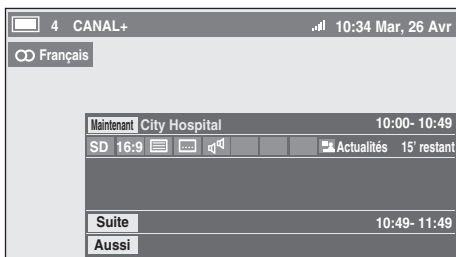 4 CANAL+ 10:34 Mar, 26 Avr
Français
Maintenant City Hospital 10:00- 10:49
SD 16:9 Actualités 15’ restant
Suite 10:49- 11:49
Aussi